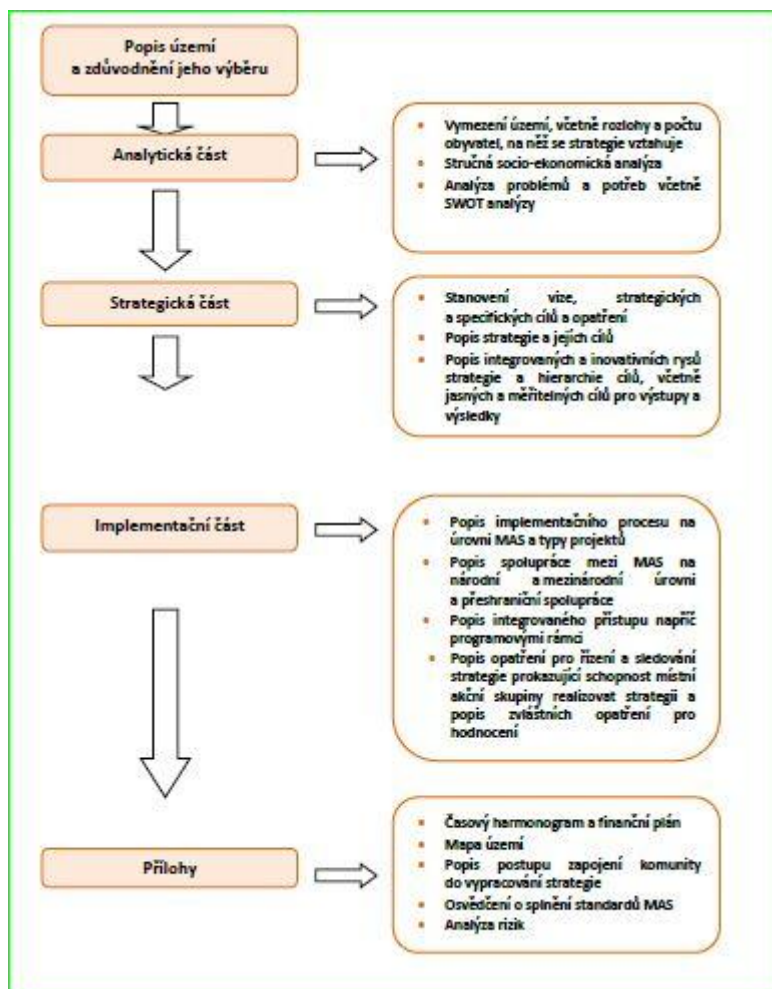 Popis území
a zdůvodnění jeho výběru
Analytická část
Vymezení území, včetně rozlohy a počtu
obyvatel, na něž se strategie vztahuje
Stručná socio-ekonomická analýza
Analýza problémů a potřeb včetně
SWOT analýzy
Strategická část
Stanovení vize, strategických
a specifických cílů a opatření
Popis strategie a jejích cílů
Popis integrovaných a inovativních rysů
strategie a hierarchie cílů, včetně
jasných a měřitelných cílů pro výstupy a
výsledky
Implementační část
Popis implementačního procesu na
úrovni MAS a typy projektů
Popis spolupráce mezi MAS na
národní a mezinárodní úrovni
a přeshraniční spolupráce
Popis integrovaného přístupu napříč
programovými rámci
Popis opatření pro řízení a sledování
strategie prokazující schopnost místní
akční skupiny realizovat strategii a
popis zvláštních opatření pro
hodnocení
Přílohy
Časový harmonogram a finanční plán
Mapa území
Popis postupu zapojení komunity
do vypracování strategie
Osvědčení o splnění standardů MAS
Analýza rizik